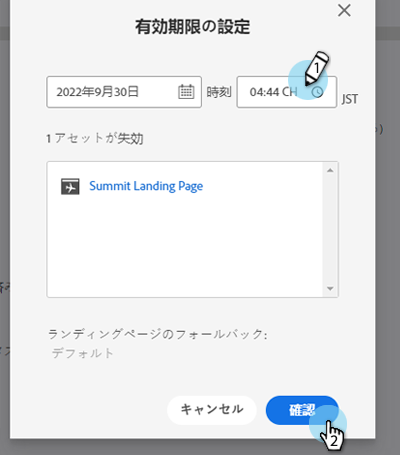 有効期限の設定
2022年9月30日 時刻 04:44 CH JST
1
1 アセットが失効
Summit Landing Page
ランディングページのフォールバック:
デフォルト
キャンセル 確認
2